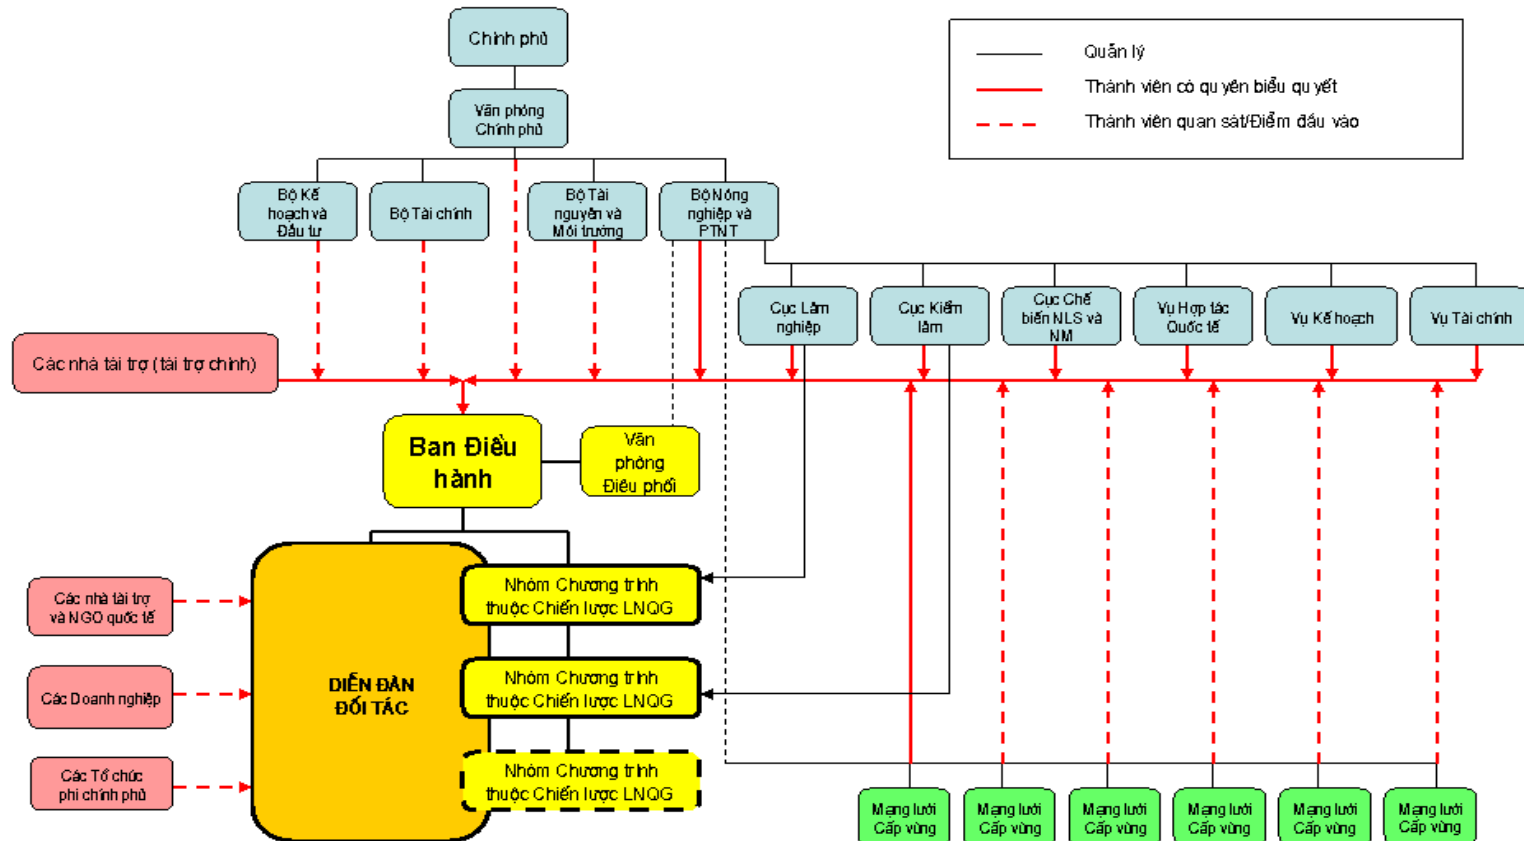 Chính phủ
Quản lý
Thành viên có quyền biểu quyết
Thành viên quan sát/Điểm đầu vào
Văn phòng
Chính phủ
Bộ Kế
hoạch và
Đầu tư
Bộ Tài chính
Bộ Tài
nguyên và
Môi trường
Bộ Nông
nghiệp và
PTNT
Cục Lâm
nghiệp
Cục Kiểm
lâm
Cục Chế
biến NLS và
NM
Vụ Hợp tác
Quốc tế
Vụ Kế hoạch
Vụ Tài chính
Các nhà tài trợ (tài trợ chính)
Ban Điều
hành
Văn
phòng
Điều phối
Nhóm Chương trình
thuộc Chiến lược LNQG
Các nhà tài trợ
và NGO quốc tế
Nhóm Chương trình
thuộc Chiến lược LNQG
Các Doanh nghiệp
DIỄN ĐÀN
ĐỐI TÁC
Nhóm Chương trình
thuộc Chiến lược LNQG
Các Tổ chức
phi chính phủ
Mạng lưới
Cấp vùng
Mạng lưới
Cấp vùng
Mạng lưới
Cấp vùng
Mạng lưới
Cấp vùng
Mạng lưới
Cấp vùng
Mạng lưới
Cấp vùng